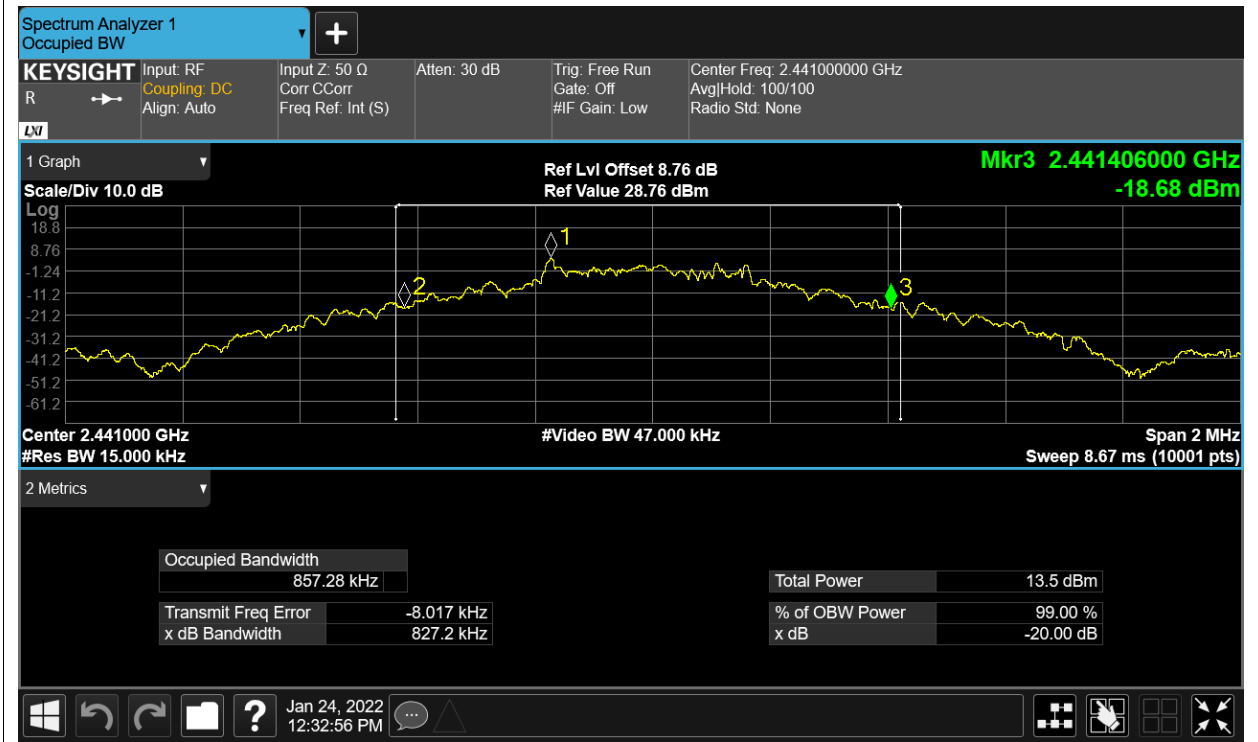 Spectrum Analyzer 1
Occupied BW
KEYSIGHT
R
LXI
Input: RF
Coupling: DC
Align: Auto
Input Z: 50 Ω
Corr CCorr
Freq Ref: Int (S)
Atten: 30 dB
Trig: Free Run
Gate: Off
#IF Gain: Low
Center Freq: 2.441000000 GHz
Avg|Hold: 100/100
Radio Std: None
1 Graph
Scale/Div 10.0 dB
Ref Lvl Offset 8.76 dB
Ref Value 28.76 dBm
Mkr3 2.441406000 GHz
-18.68 dBm
Log
18.8
8.76
-1.24
-11.2
-21.2
-31.2
-41.2
-51.2
-61.2
1
2
3
Center 2.441000 GHz
#Res BW 15.000 kHz
#Video BW 47.000 kHz
Span 2 MHz
Sweep 8.67 ms (10001 pts)
2 Metrics
Occupied Bandwidth
857.28 kHz
Transmit Freq Error -8.017 kHz
x dB Bandwidth 827.2 kHz
Total Power 13.5 dBm
% of OBW Power 99.00 %
x dB -20.00 dB
?
Jan 24, 2022
12:32:56 PM